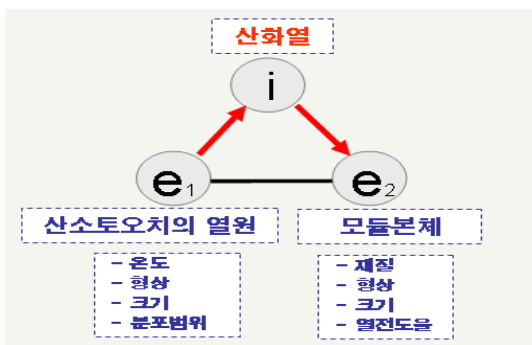 산화열
i
e1
e2
산소토오치의 열원
모듈본체
- 온도
- 형상
- 크기
- 분포범위
- 재질
- 형상
- 크기
- 열전도율